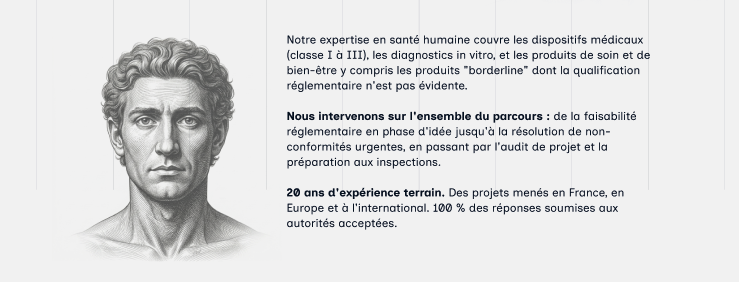 Notre expertise en santé humaine couvre les dispositifs médicaux
(classe I à III), les diagnostics in vitro, et les produits de soin et de
bien-être y compris les produits "borderline" dont la qualification
réglementaire n'est pas évidente.
Nous intervenons sur l'ensemble du parcours : de la faisabilité
réglementaire en phase d'idée jusqu'à la résolution de non-
conformités urgentes, en passant par l'audit de projet et la
préparation aux inspections.
20 ans d'expérience terrain. Des projets menés en France, en
Europe et à l'international. 100 % des réponses soumises aux
autorités acceptées.